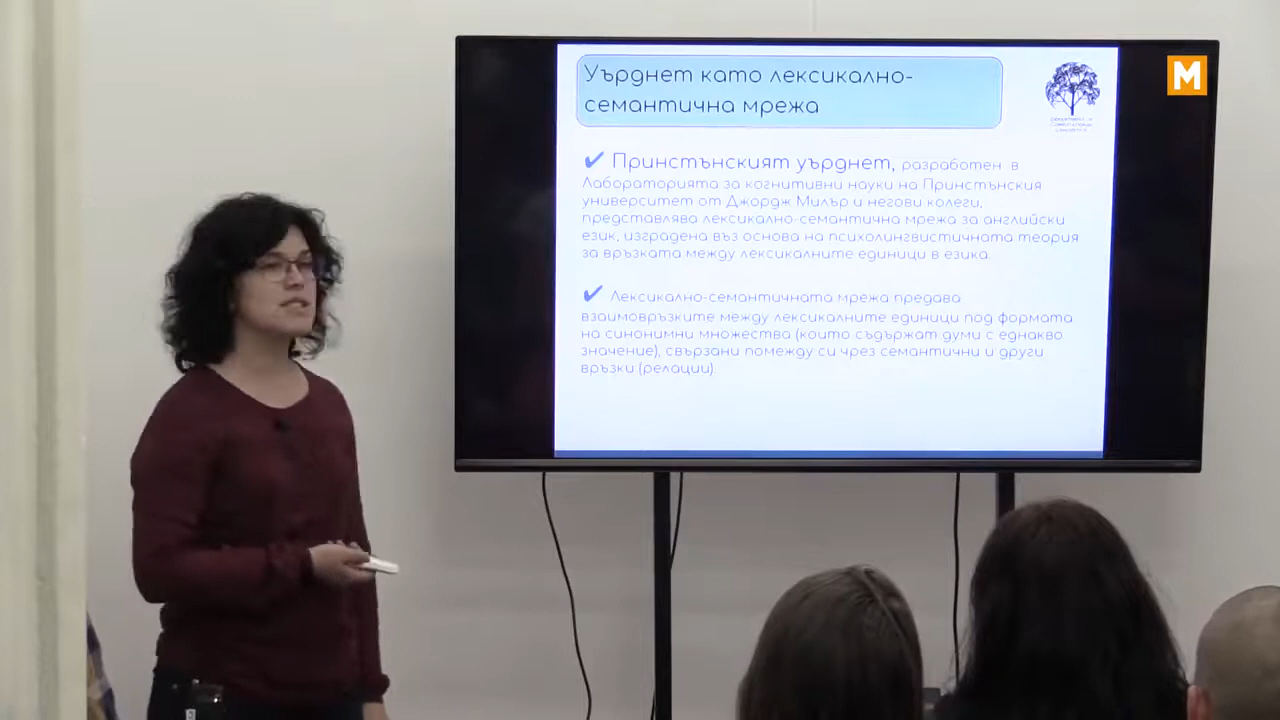 Уърднет като лексикално-
семантична мрежа
✔ Принстънският уърднет, разработен в
Лабораторията за когнитивни науки на Принстънския
университет от Джордж Милър и негови колеги,
представлява лексикално-семантична мрежа за английски
език, изградена въз основа на психолингвистичната теория
за връзката между лексикалните единици в езика.
✔ Лексикално-семантичната мрежа предава
взаимовръзките между лексикалните единици под формата
на синонимни множества (които съдържат думи с еднакво
значение), свързани помежду си чрез семантични и други
връзки (релации).
M